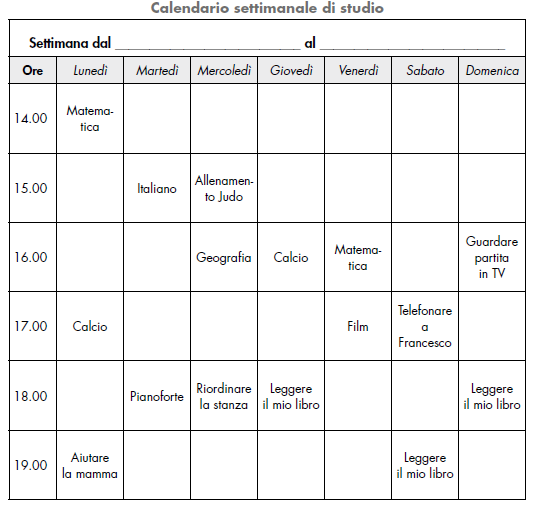 Calendario settimanale di studio
Settimana dal ____________________________ al ____________________________
Ore Lunedì Martedì Mercoledì Giovedì Venerdì Sabato Domenica
14.00
Matema-
tica
15.00
Italiano
Allenamen-
to Judo
16.00
Geografia
Calcio
Matema-
tica
Guardare
partita
in TV
17.00
Calcio
Film
Telefonare
a
Francesco
18.00
Pianoforte
Riordinare
la stanza
Leggere
il mio libro
Leggere
il mio libro
19.00
Aiutare
la mamma
Leggere
il mio libro